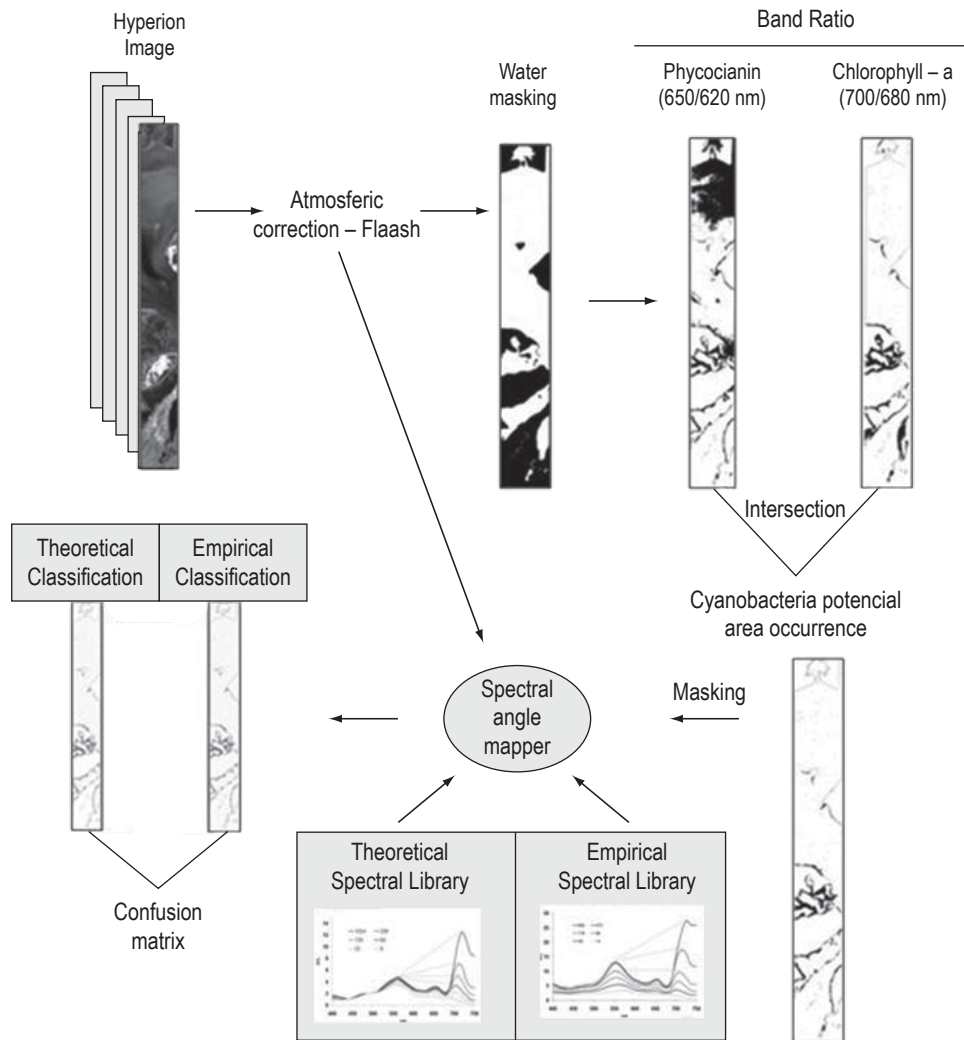 Hyperion
Image
Band Ratio
Water
masking
Phycocianin
(650/620 nm)
Chlorophyll – a
(700/680 nm)
Atmosferic
correction – Flaash
Intersection
Theoretical
Classification
Empirical
Classification
Cyanobacteria potencial
area occurrence
Spectral
angle
mapper
Masking
Theoretical
Spectral Library
Empirical
Spectral Library
Confusion
matrix